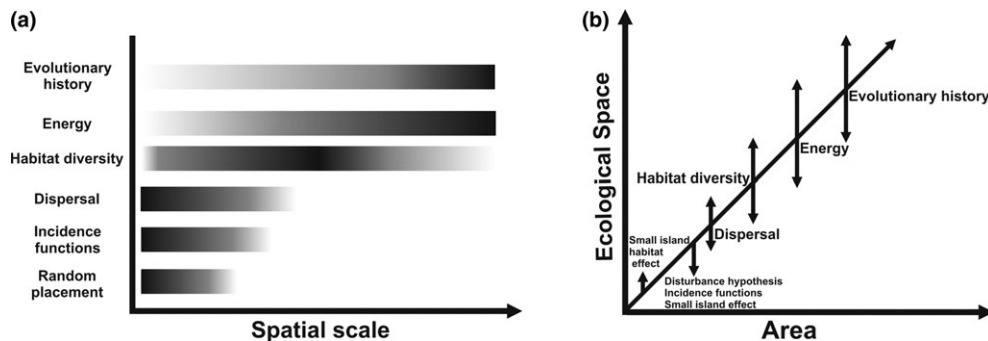 (a)
Evolutionary
history
Energy
Habitat diversity
Dispersal
Incidence
functions
Random
placement
Spatial scale
(b)
Ecological Space
Evolutionary history
Energy
Habitat diversity
Dispersal
Small island
habitat
effect
Disturbance hypothesis
Incidence functions
Small island effect
Area